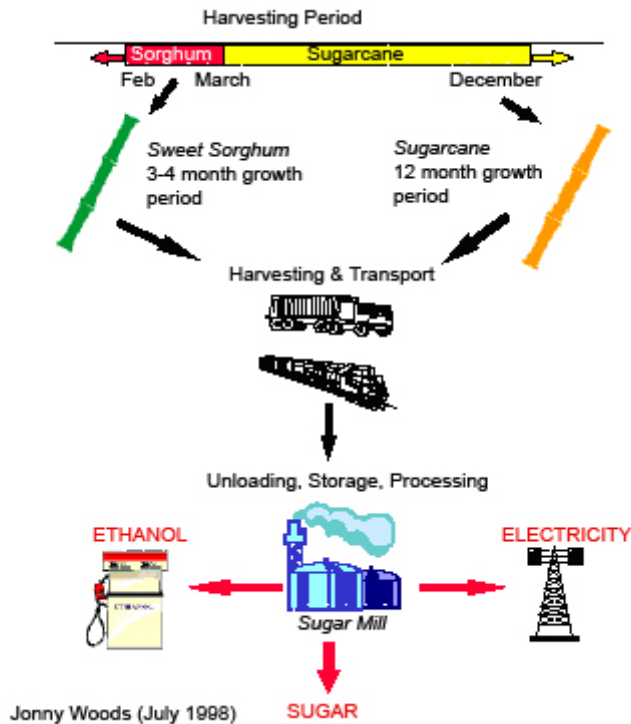 Harvesting Period
Sorghum Sugarcane
Feb March December
Sweet Sorghum
3-4 month growth
period
Sugarcane
12 month growth
period
Harvesting & Transport
Unloading, Storage, Processing
ETHANOL
ELECTRICITY
ETHANOL
Sugar Mill
Jonny Woods (July 1998)
SUGAR